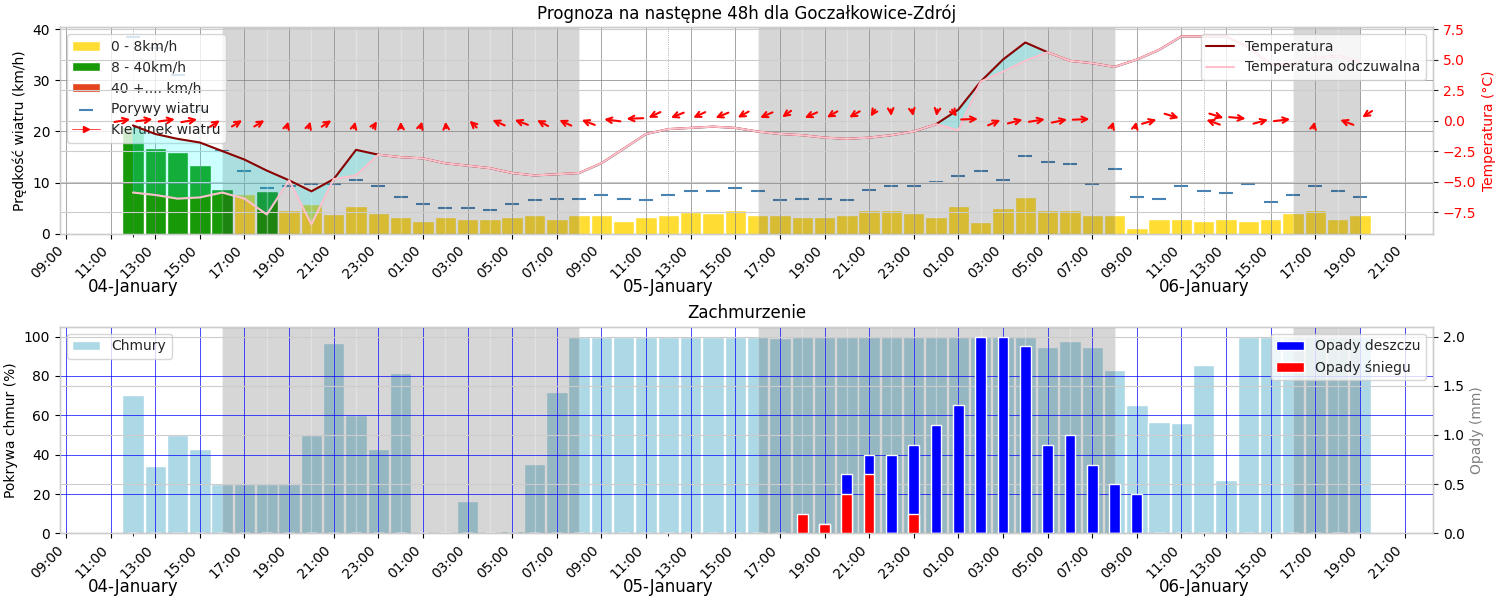 Prognoza na następne 48h dla Goczałkowice-Zdrój
Prędkość wiatru (km/h)
40
30
20
10
0
0 - 8km/h
8 - 40km/h
40 +.... km/h
Porywy wiatru
Kierunek wiatru
Temperatura
Temperatura odczuwalna
7.5
5.0
2.5
0.0
−2.5
−5.0
−7.5
Temperatura (°C)
09:00 11:00 13:00 15:00 17:00 19:00 21:00 23:00 01:00 03:00 05:00 07:00 09:00 11:00 13:00 15:00 17:00 19:00 21:00 23:00 01:00 03:00 05:00 07:00 09:00 11:00 13:00 15:00 17:00 19:00 21:00
04-January 05-January 06-January
Zachmurzenie
Pokrywa chmur (%)
100
80
60
40
20
0
Chmury
Opady deszczu
Opady śniegu
2.0
1.5
1.0
0.5
0.0
Opady (mm)
09:00 11:00 13:00 15:00 17:00 19:00 21:00 23:00 01:00 03:00 05:00 07:00 09:00 11:00 13:00 15:00 17:00 19:00 21:00 23:00 01:00 03:00 05:00 07:00 09:00 11:00 13:00 15:00 17:00 19:00 21:00
04-January 05-January 06-January